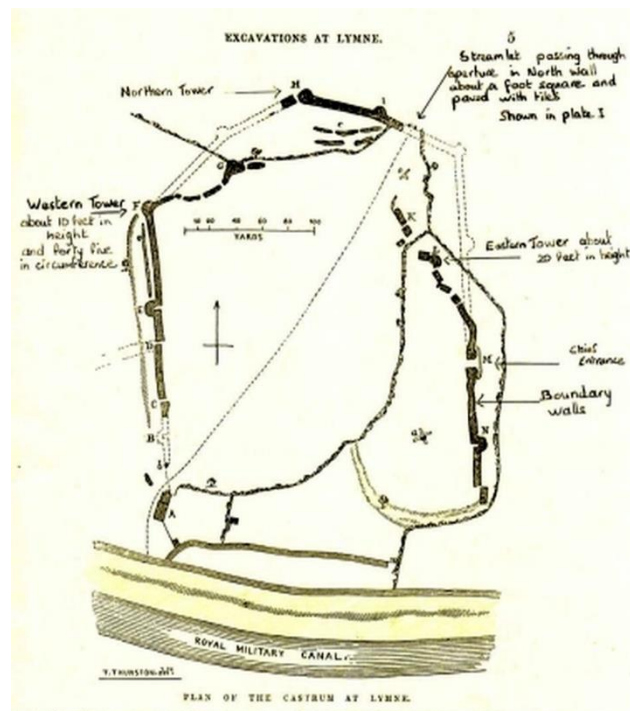 EXCAVATIONS AT LYMNE.
5
Streamlet passing through
aperture in North wall
about a foot square and
paved with tiles
Shown in plate I
Northern Tower
H
I
G
Western Tower
about 10 feet in
height
and forty five
in circumference
F
K
Eastern Tower about
20 feet in height
YARDS
E
D
M
Chief
Entrance
C
Boundary
walls
B
N
A
ROYAL MILITARY CANAL.
T. THURSTON
PLAN OF THE CASTRUM AT LYMNE.